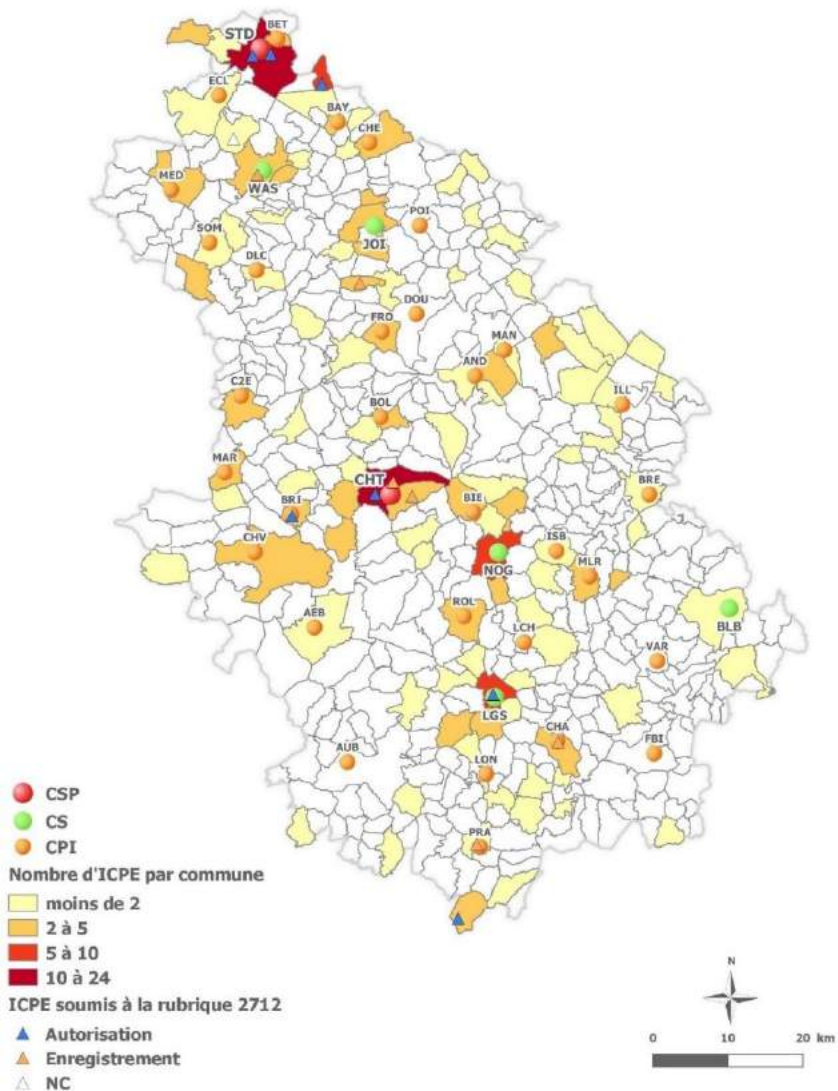 BET
STD
ECL
BAY
CHE
MED
WAS
SOM
POI
JOI
DLC
DOU
FRO
MAN
AND
C2E
BOL
ILL
MAR
CHT
BRE
BRI
BIE
CHV
ISB
NOG
MLR
AEB
ROL
LCH
BLB
VAR
LGS
CHA
AUB
LON
FBI
PRA
CSP
CS
CPI
Nombre d'ICPE par commune
moins de 2
2 à 5
5 à 10
10 à 24
ICPE soumis à la rubrique 2712
Autorisation
Enregistrement
NC
N
0 10 20 km